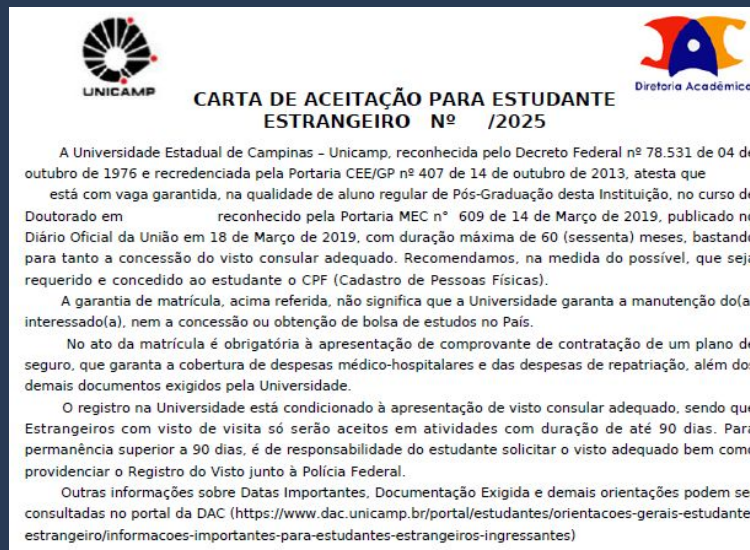 UNICAMP
Diretoria Acadêmica
CARTA DE ACEITAÇÃO PARA ESTUDANTE
ESTRANGEIRO Nº /2025
A Universidade Estadual de Campinas – Unicamp, reconhecida pelo Decreto Federal nº 78.531 de 04 de
outubro de 1976 e recredenciada pela Portaria CEE/GP nº 407 de 14 de outubro de 2013, atesta que
está com vaga garantida, na qualidade de aluno regular de Pós-Graduação desta Instituição, no curso de
Doutorado em reconhecido pela Portaria MEC n° 609 de 14 de Março de 2019, publicado no
Diário Oficial da União em 18 de Março de 2019, com duração máxima de 60 (sessenta) meses, bastando
para tanto a concessão do visto consular adequado. Recomendamos, na medida do possível, que seja
requerido e concedido ao estudante o CPF (Cadastro de Pessoas Físicas).
A garantia de matrícula, acima referida, não significa que a Universidade garanta a manutenção do(a
interessado(a), nem a concessão ou obtenção de bolsa de estudos no País.
No ato da matrícula é obrigatória à apresentação de comprovante de contratação de um plano de
seguro, que garanta a cobertura de despesas médico-hospitalares e das despesas de repatriação, além dos
demais documentos exigidos pela Universidade.
O registro na Universidade está condicionado à apresentação de visto consular adequado, sendo que
Estrangeiros com visto de visita só serão aceitos em atividades com duração de até 90 dias. Para
permanência superior a 90 dias, é de responsabilidade do estudante solicitar o visto adequado bem como
providenciar o Registro do Visto junto à Polícia Federal.
Outras informações sobre Datas Importantes, Documentação Exigida e demais orientações podem ser
consultadas no portal da DAC (https://www.dac.unicamp.br/portal/estudantes/orientacoes-gerais-estudante
estrangeiro/informacoes-importantes-para-estudantes-estrangeiros-ingressantes)